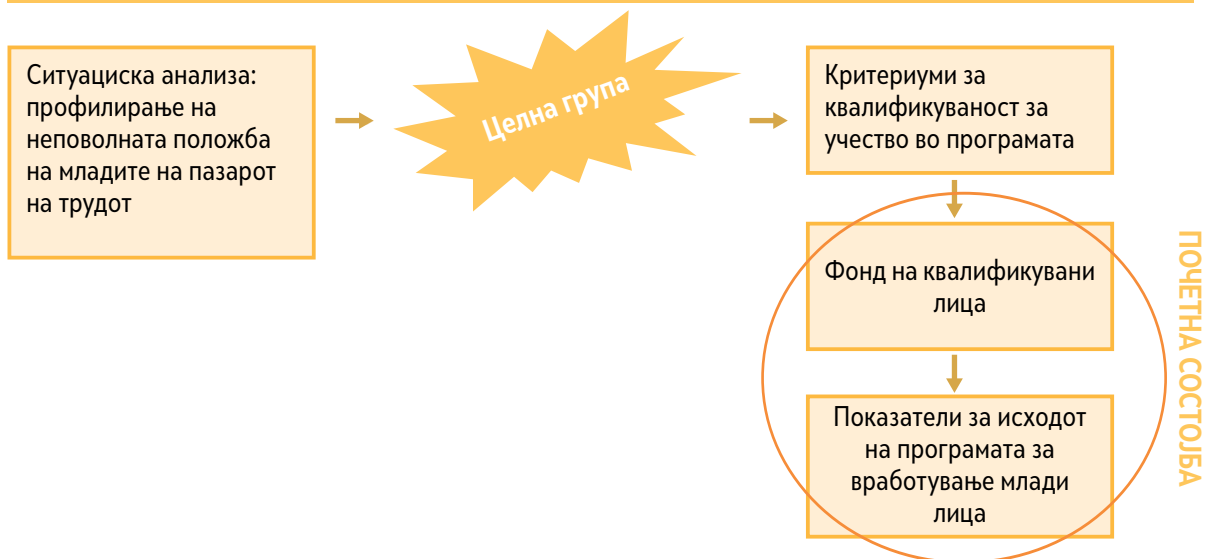 Ситуациска анализа:
профилирање на
неповолната положба
на младите на пазарот
на трудот
Целна група
Критериуми за
квалификуваност за
учество во програмата
Фонд на квалификувани
лица
Показатели за исходот
на програмата за
вработување млади
лица
ПОЧЕТНА СОСТОЈБА